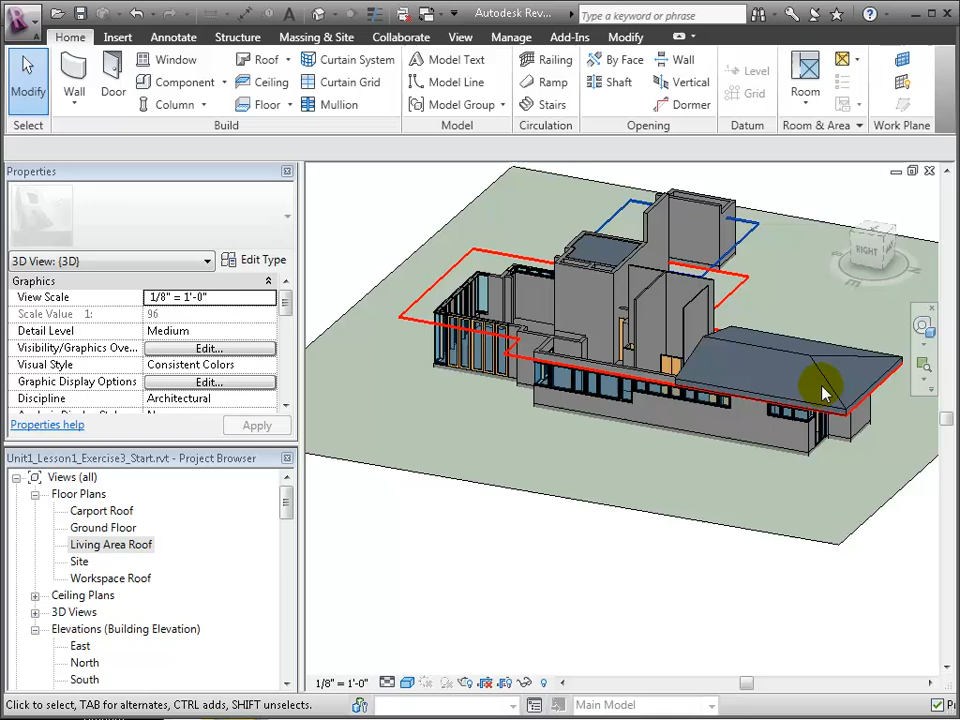 Autodesk Rev...
Type a keyword or phrase
Home Insert Annotate Structure Massing & Site Collaborate View Manage Add-Ins Modify
Modify Wall Door Window Roof Curtain System Model Text Railing By Face Wall Level Room
Component Ceiling Curtain Grid Model Line Ramp Shaft Vertical Grid
Column Floor Mullion Model Group Stairs Dormer
Select Build Model Circulation Opening Datum Room & Area Work Plane
Properties
3D View: {3D} Edit Type
Graphics
View Scale 1/8" = 1'-0"
Scale Value 1: 96
Detail Level Medium
Visibility/Graphics Ove... Edit...
Visual Style Consistent Colors
Graphic Display Options Edit...
Discipline Architectural
Properties help Apply
RIGHT
Unit1_Lesson1_Exercise3_Start.rvt - Project Browser
Views (all)
Floor Plans
Carport Roof
Ground Floor
Living Area Roof
Site
Workspace Roof
Ceiling Plans
3D Views
Elevations (Building Elevation)
East
North
South
1/8" = 1'-0"
Click to select, TAB for alternates, CTRL adds, SHIFT unselects. Main Model